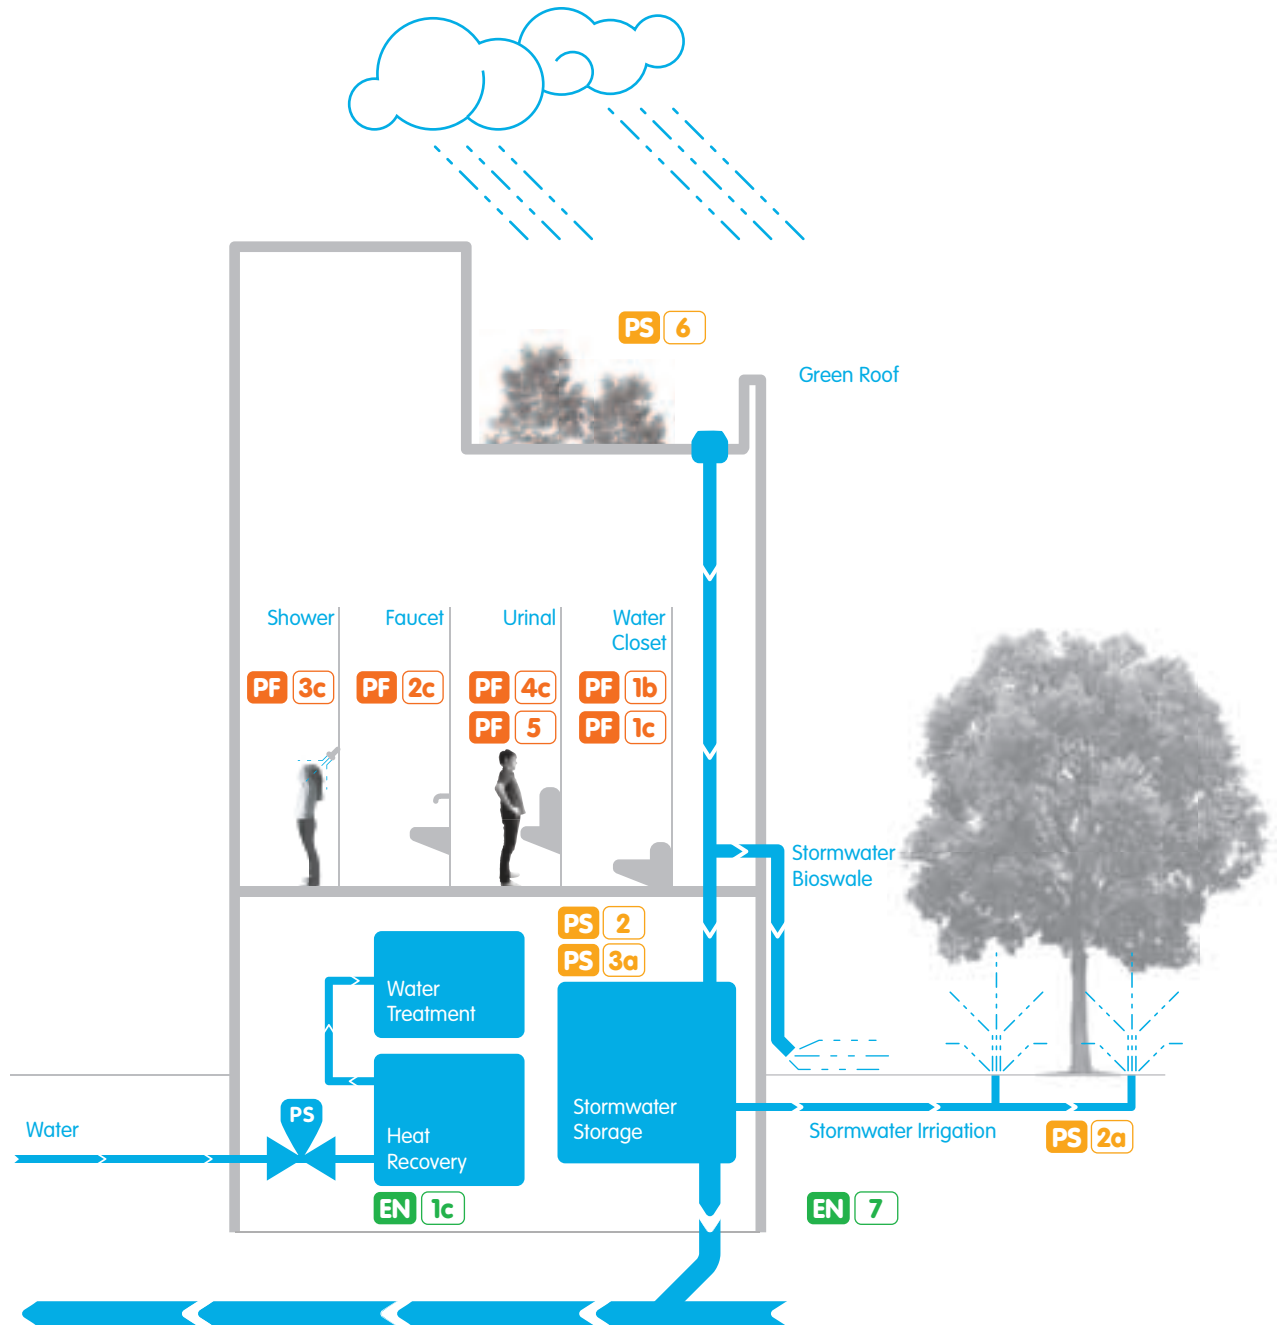 PS 6
Green Roof
Shower
Faucet
Urinal
Water
Closet
PF 3c
PF 2c
PF 4c
PF 1b
PF 5
PF 1c
Stormwater
Bioswale
PS 2
PS 3a
Water
Treatment
Stormwater
Storage
PS
Water
Heat
Recovery
Stormwater Irrigation
PS 2a
EN 1c
EN 7